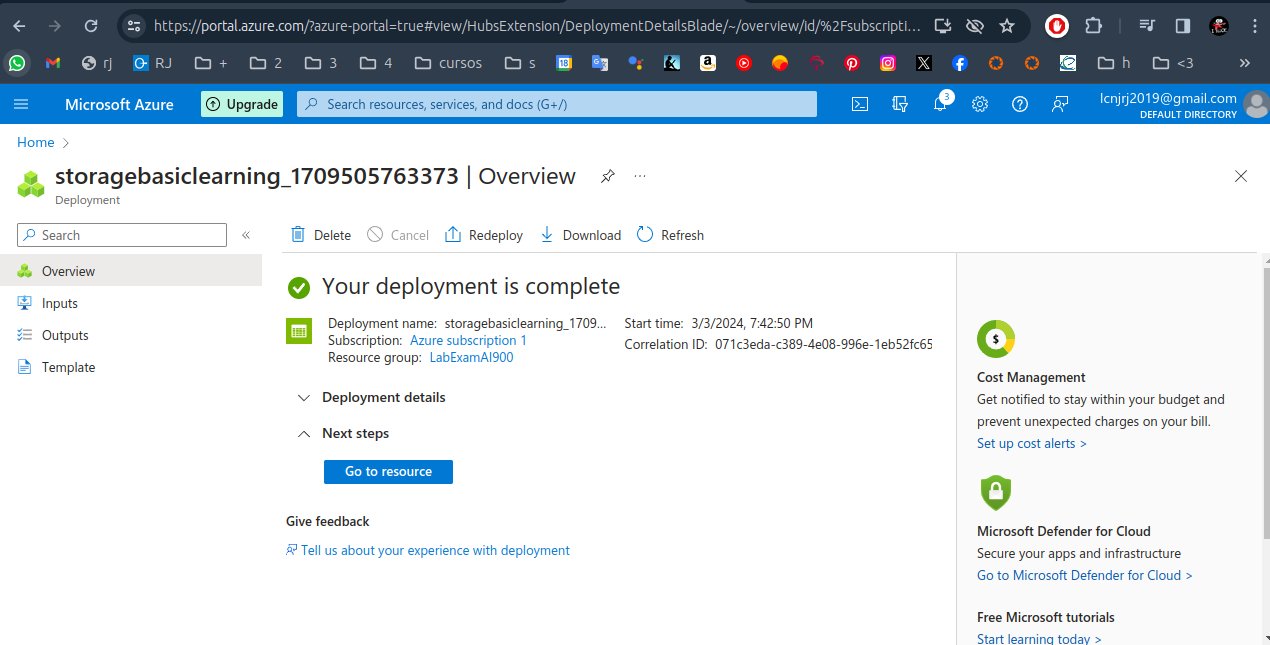 https://portal.azure.com/?azure-portal=true#view/HubsExtension/DeploymentDetailsBlade/~/overview/id/%2Fsubscripti...
rj
RJ
+
2
3
4
cursos
s
18
h
<3
Microsoft Azure
Upgrade
Search resources, services, and docs (G+/)
3
lcnjrj2019@gmail.com
DEFAULT DIRECTORY
Home
storagebasiclearning_1709505763373 | Overview
Deployment
Search
Delete
Cancel
Redeploy
Download
Refresh
Overview
Inputs
Outputs
Template
Your deployment is complete
Deployment name: storagebasiclearning_1709...
Subscription: Azure subscription 1
Resource group: LabExamAI900
Start time: 3/3/2024, 7:42:50 PM
Correlation ID: 071c3eda-c389-4e08-996e-1eb52fc65
Deployment details
Next steps
Go to resource
Give feedback
Tell us about your experience with deployment
$
Cost Management
Get notified to stay within your budget and
prevent unexpected charges on your bill.
Set up cost alerts >
Microsoft Defender for Cloud
Secure your apps and infrastructure
Go to Microsoft Defender for Cloud >
Free Microsoft tutorials
Start learning today >